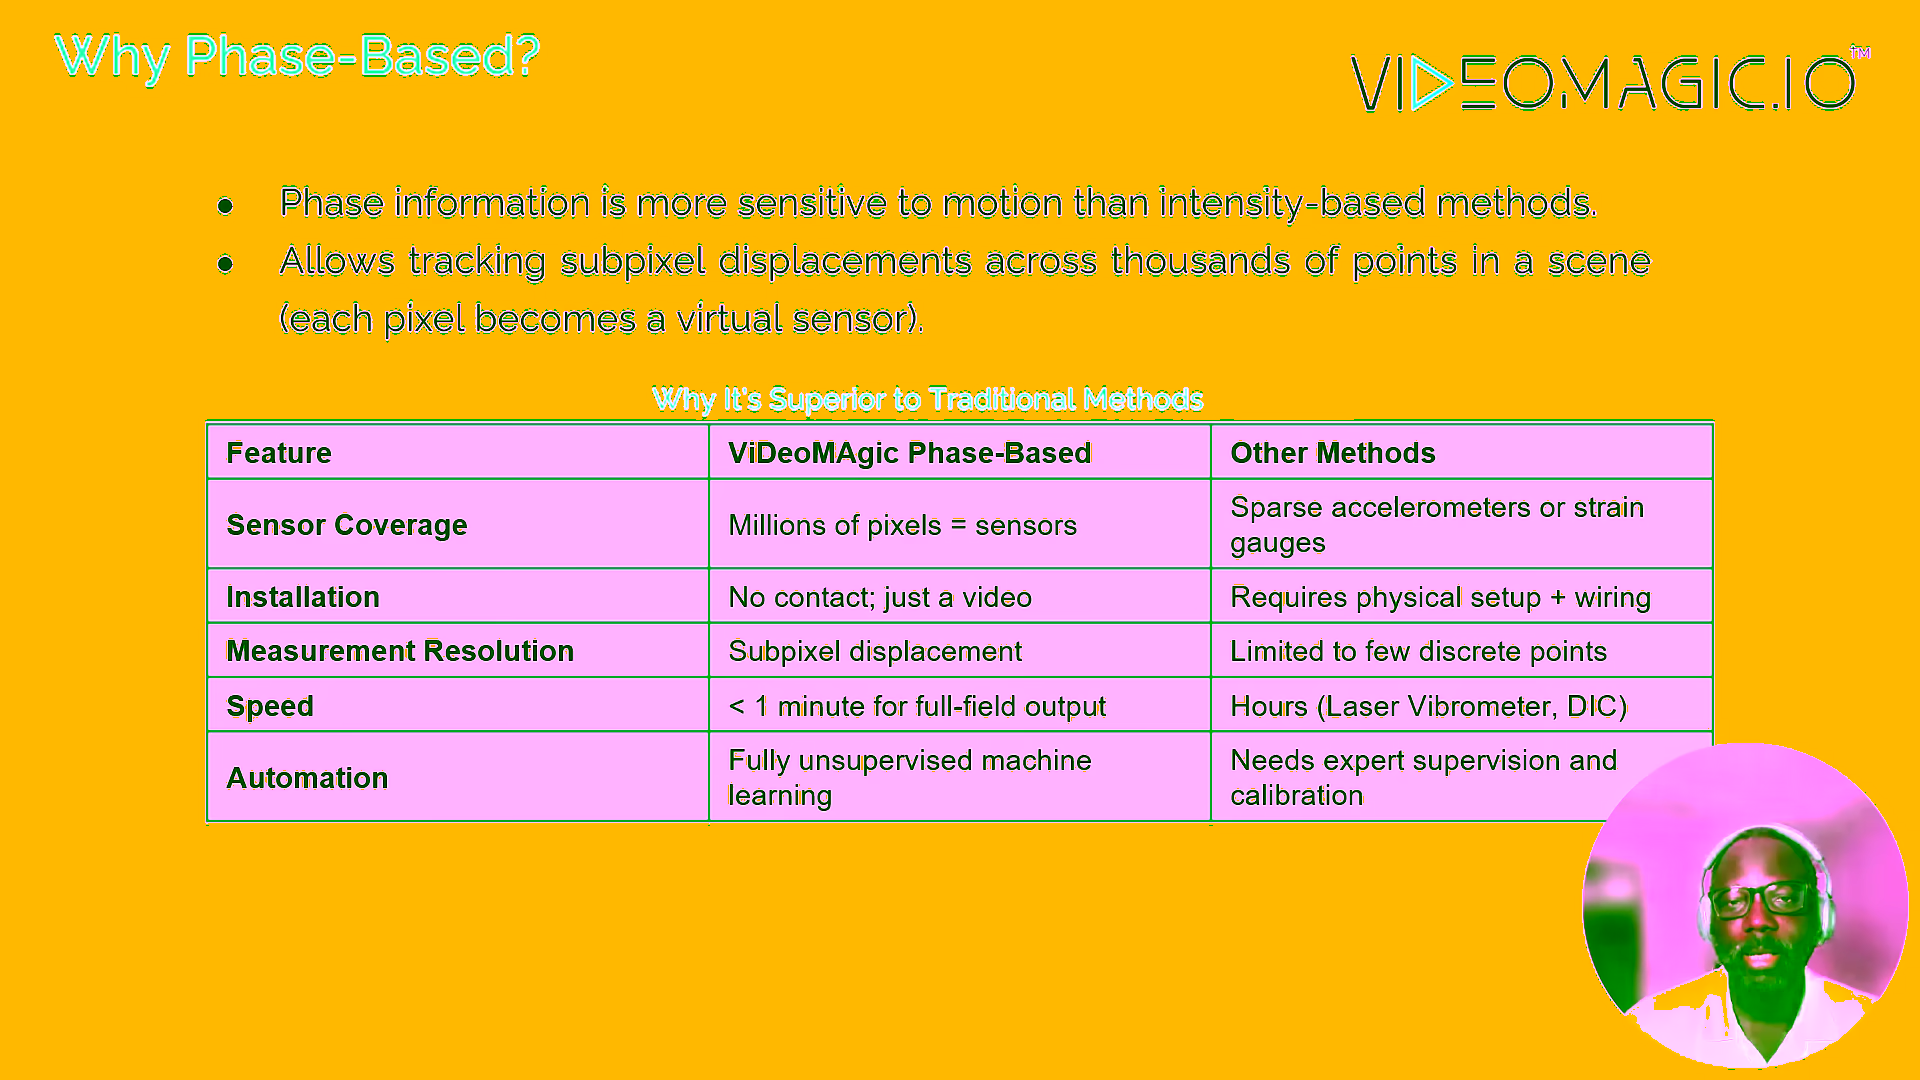 Why Phase-Based?
VIDEOMAGIC.IO™
● Phase information is more sensitive to motion than intensity-based methods.
● Allows tracking subpixel displacements across thousands of points in a scene
(each pixel becomes a virtual sensor).
Why It's Superior to Traditional Methods
Feature ViDeoMAgic Phase-Based Other Methods
Sensor Coverage Millions of pixels = sensors Sparse accelerometers or strain
gauges
Installation No contact; just a video Requires physical setup + wiring
Measurement Resolution Subpixel displacement Limited to few discrete points
Speed < 1 minute for full-field output Hours (Laser Vibrometer, DIC)
Automation Fully unsupervised machine
learning
Needs expert supervision and
calibration